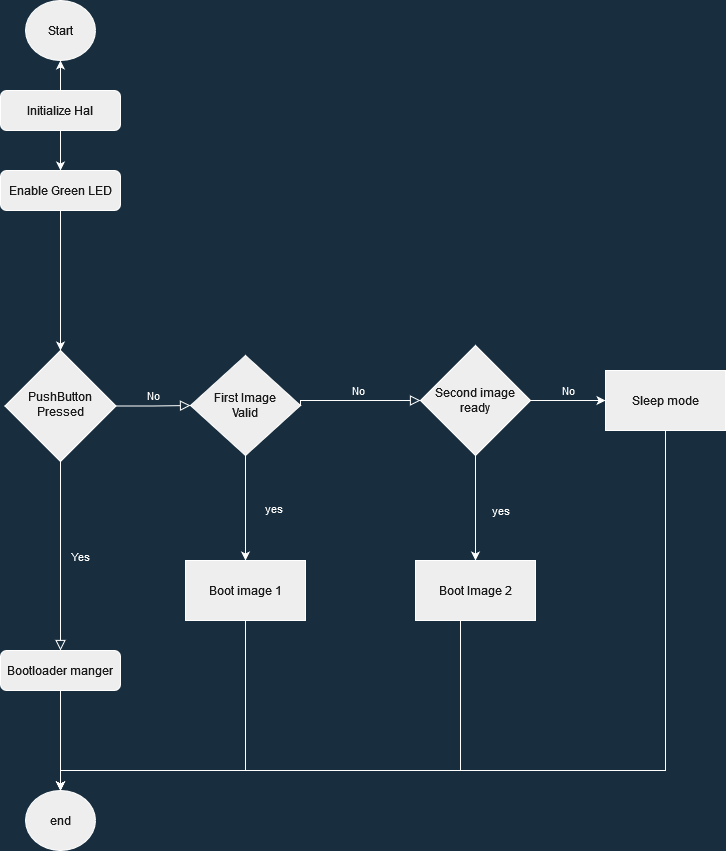 Start
Initialize Hal
Enable Green LED
PushButton
Pressed
No
First Image
Valid
No
Second image
ready
No
Sleep mode
Yes
yes
yes
Boot image 1
Boot Image 2
Bootloader manger
end